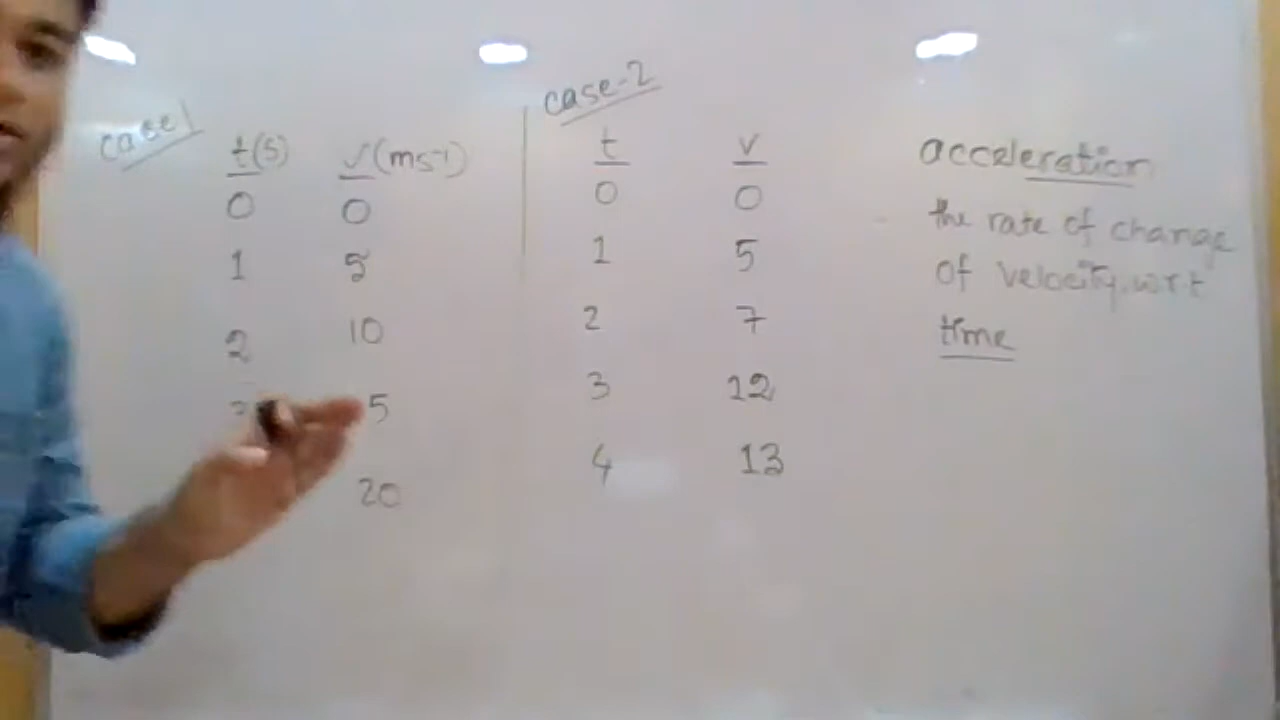 case 1
t(s) v(ms-1)
0 0
1 5
2 10
5
20
case-2
t v
0 0
1 5
2 7
3 12
4 13
acceleration
the rate of change
of velocity w.r.t
time